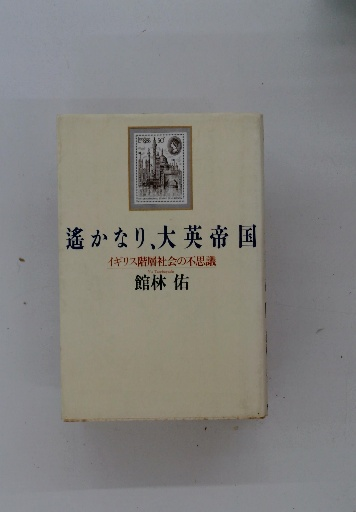 遙かなり、大英帝国
イギリス階層社会の不思議
館林 佑